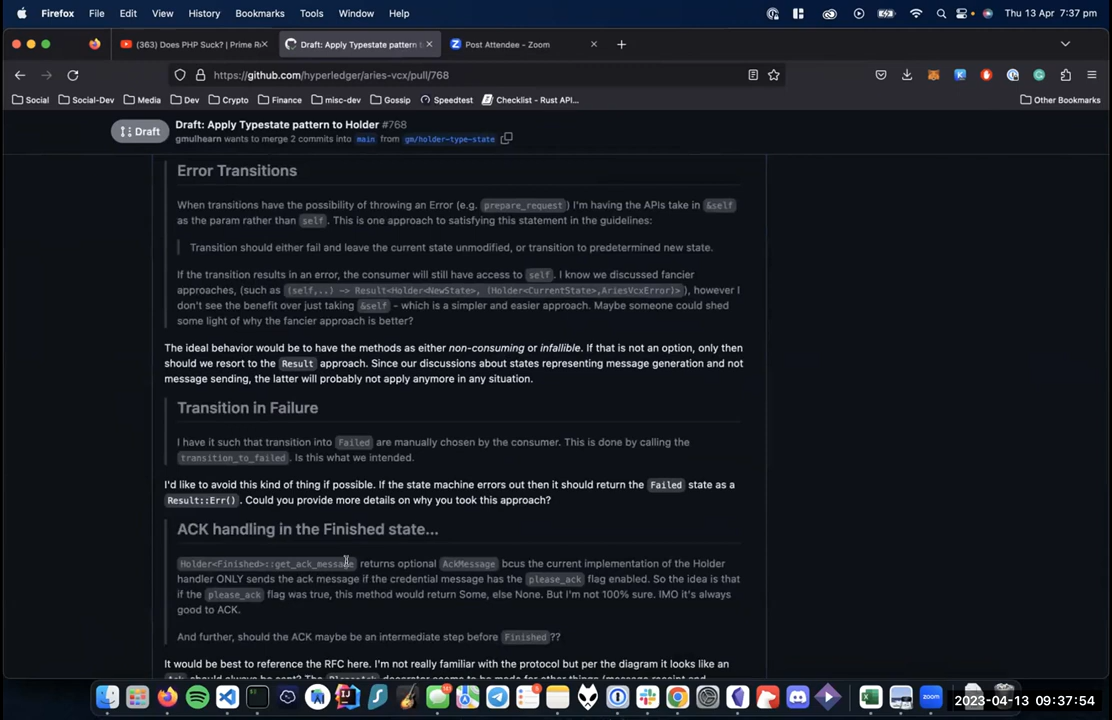 Firefox File Edit View History Bookmarks Tools Window Help Thu 13 Apr 7:37 pm
(363) Does PHP Suck? | Prime R Draft: Apply Typestate pattern t Post Attendee - Zoom
https://github.com/hyperledger/aries-vcx/pull/768
Social Social-Dev Media Dev Crypto Finance misc-dev Gossip Speedtest Checklist - Rust API... Other Bookmarks
Draft Draft: Apply Typestate pattern to Holder #768
gmulhearn wants to merge 2 commits into main from gm/holder-type-state
Error Transitions
When transitions have the possibility of throwing an Error (e.g. prepare_request) I'm having the APIs take in &self
as the param rather than self. This is one approach to satisfying this statement in the guidelines:
Transition should either fail and leave the current state unmodified, or transition to predetermined new state.
If the transition results in an error, the consumer will still have access to self. I know we discussed fancier
approaches, (such as (self,..) -> Result<Holder<NewState>, (Holder<CurrentState>,AriesVcxError)>), however I
don't see the benefit over just taking &self - which is a simpler and easier approach. Maybe someone could shed
some light of why the fancier approach is better?
The ideal behavior would be to have the methods as either non-consuming or infallible. If that is not an option, only then
should we resort to the Result approach. Since our discussions about states representing message generation and not
message sending, the latter will probably not apply anymore in any situation.
Transition in Failure
I have it such that transition into Failed are manually chosen by the consumer. This is done by calling the
transition_to_failed. Is this what we intended.
I'd like to avoid this kind of thing if possible. If the state machine errors out then it should return the Failed state as a
Result::Err(). Could you provide more details on why you took this approach?
ACK handling in the Finished state...
Holder<Finished>::get_ack_message returns optional AckMessage bcus the current implementation of the Holder
handler ONLY sends the ack message if the credential message has the please_ack flag enabled. So the idea is that
if the please_ack flag was true, this method would return Some, else None. But I'm not 100% sure. IMO it's always
good to ACK.
And further, should the ACK maybe be an intermediate step before Finished??
It would be best to reference the RFC here. I'm not really familiar with the protocol but per the diagram it looks like an
2023-04-13 09:37:54